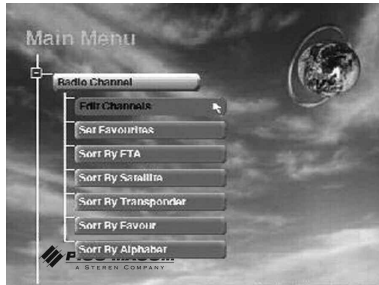 Main Menu
Radio Channel
Edit Channels
Set Favourites
Sort By FTA
Sort By Satellite
Sort By Transponder
Sort By Favour
Sort By Alphabet
A STEREN COMPANY